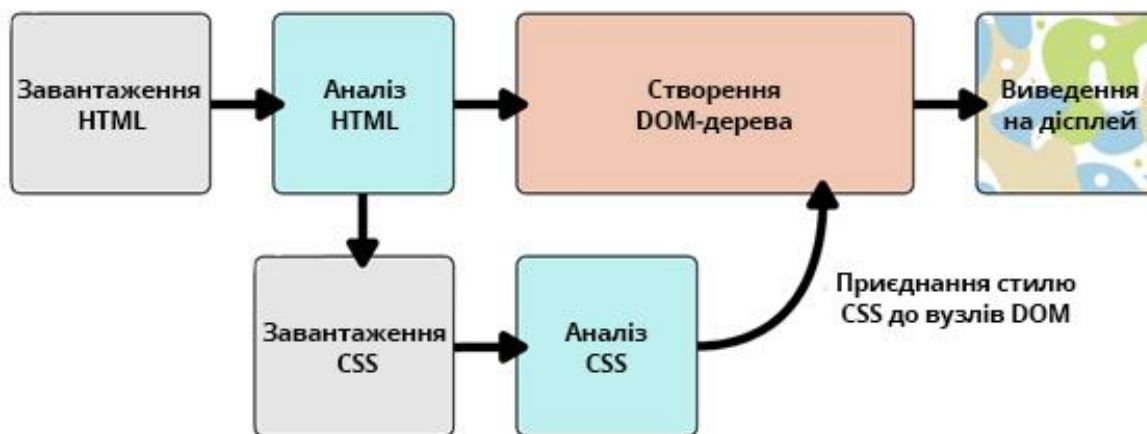 Завантаження
HTML
Аналіз
HTML
Створення
DOM-дерева
Виведення
на дісплей
Завантаження
CSS
Аналіз
CSS
Приєднання стилю
CSS до вузлів DOM